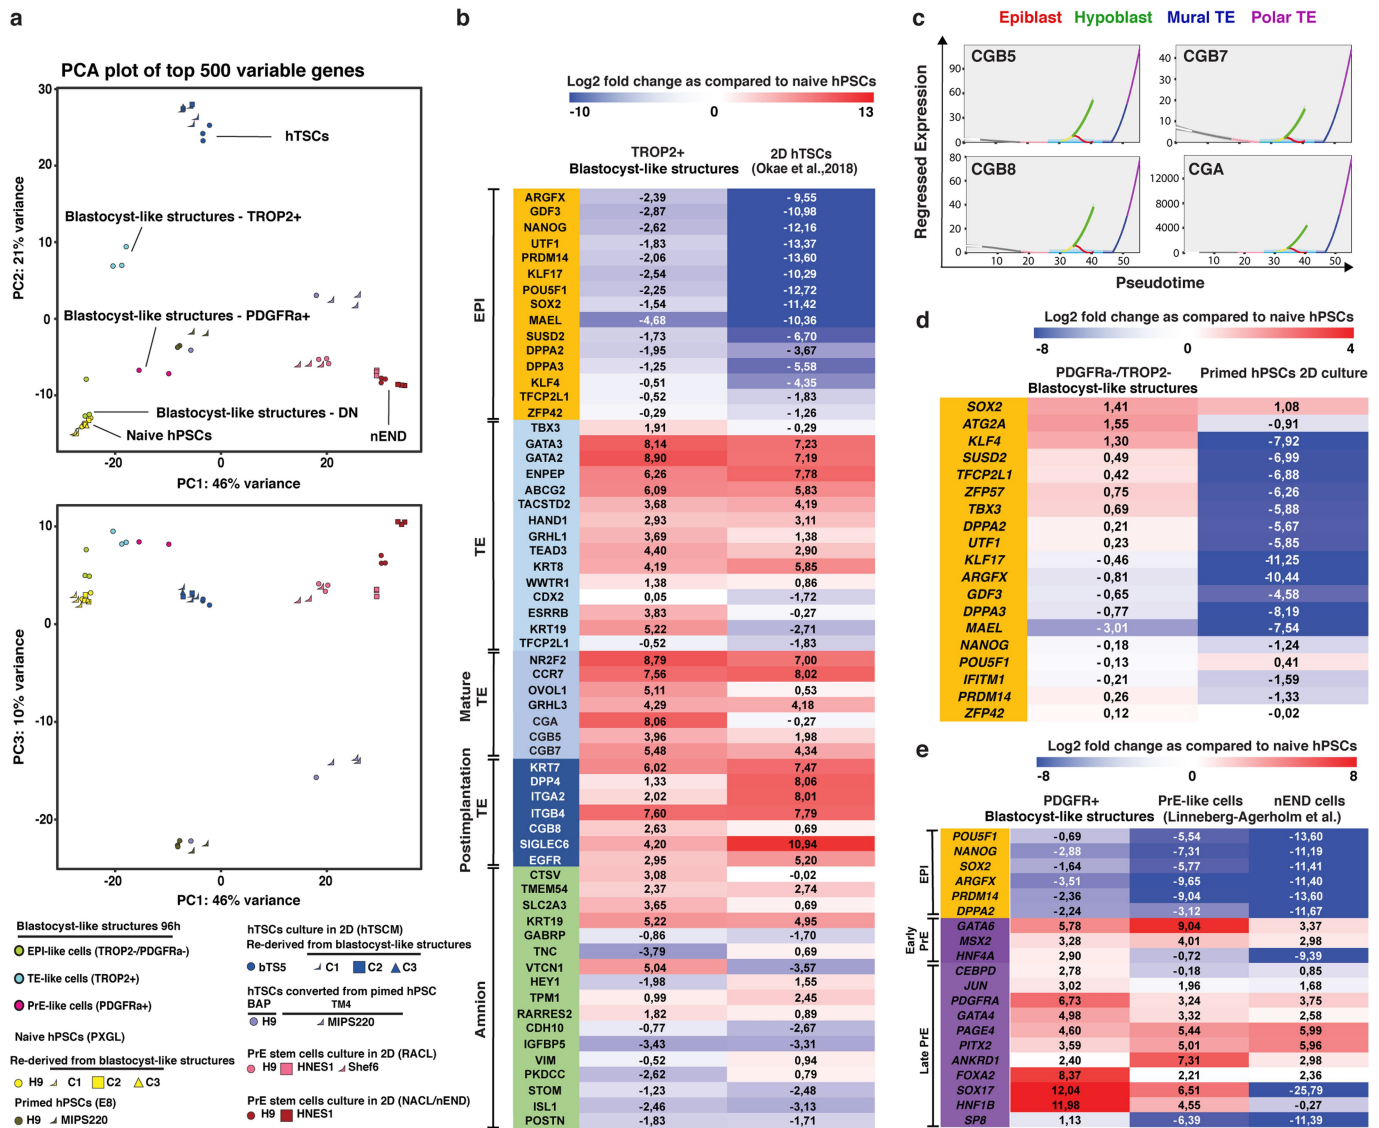 a
PCA plot of top 500 variable genes
30
20
10
0
-10
PC2: 21% variance
hTSCs
Blastocyst-like structures - TROP2+
Blastocyst-like structures - PDGFRa+
Blastocyst-like structures - DN
Naive hPSCs
nEND
-20 0 20
PC1: 46% variance
10
0
-10
-20
PC3: 10% variance
-20 0 20
PC1: 46% variance
Blastocyst-like structures 96h
EPI-like cells (TROP2-/PDGFRa-)
TE-like cells (TROP2+)
PrE-like cells (PDGFRa+)
Naive hPSCs (PXGL)
Re-derived from blastocyst-like structures
H9 C1 C2 C3
Primed hPSCs (E8)
H9 MIPS220
hTSCs culture in 2D (hTSCM)
Re-derived from blastocyst-like structures
bTS5 C1 C2 C3
hTSCs converted from pimed hPSC
BAP TM4
H9 MIPS220
PrE stem cells culture in 2D (RACL)
H9 HNES1 Shef6
PrE stem cells culture in 2D (NACL/nEND)
H9 HNES1
b
Log2 fold change as compared to naive hPSCs
-10 0 13
TROP2+ 2D hTSCs
Blastocyst-like structures (Okae et al.,2018)
EPI
ARGFX -2,39 - 9,55
GDF3 -2,87 -10,98
NANOG -2,62 -12,16
UTF1 -1,83 -13,37
PRDM14 -2,06 -13,60
KLF17 -2,54 -10,29
POU5F1 -2,25 -12,72
SOX2 -1,54 -11,42
MAEL -4,68 -10,36
SUSD2 -1,73 - 6,70
DPPA2 -1,95 - 3,67
DPPA3 -1,25 - 5,58
KLF4 -0,51 - 4,35
TFCP2L1 -0,52 - 1,83
ZFP42 -0,29 - 1,26
TE
TBX3 1,91 - 0,29
GATA3 8,14 7,23
GATA2 8,90 7,19
ENPEP 6,26 7,78
ABCG2 6,09 5,83
TACSTD2 3,68 4,19
HAND1 2,93 3,11
GRHL1 3,69 1,38
TEAD3 4,40 2,90
KRT8 4,19 5,85
WWTR1 1,38 0,86
CDX2 0,05 -1,72
ESRRB 3,83 -0,27
KRT19 5,22 -2,71
TFCP2L1 -0,52 -1,83
Mature
TE
NR2F2 8,79 7,00
CCR7 7,56 8,02
OVOL1 5,11 0,53
GRHL3 4,29 4,18
CGA 8,06 - 0,27
CGB5 3,96 1,98
CGB7 5,48 4,34
Postimplantation
TE
KRT7 6,02 7,47
DPP4 1,33 8,06
ITGA2 2,02 8,01
ITGB4 7,60 7,79
CGB8 2,63 0,69
SIGLEC6 4,20 10,94
EGFR 2,95 5,20
Amnion
CTSV 3,08 -0,02
TMEM54 2,37 2,74
SLC2A3 3,65 0,69
KRT19 5,22 4,95
GABRP -0,86 -1,70
TNC -3,79 0,69
VTCN1 5,04 -3,57
HEY1 -1,98 1,55
TPM1 0,99 2,45
RARRES2 1,82 0,89
CDH10 -0,77 -2,67
IGFBP5 -3,43 -3,31
VIM -0,52 0,94
PKDCC -2,62 0,79
STOM -1,23 -2,48
ISL1 -2,46 -3,13
POSTN -1,83 -1,71
c
Epiblast Hypoblast Mural TE Polar TE
Regressed Expression
CGB5
90
60
30
0
CGB7
40
30
20
10
0
CGB8
80
60
40
20
0
10 20 30 40 50
CGA
12000
8000
4000
0
10 20 30 40 50
Pseudotime
d
Log2 fold change as compared to naive hPSCs
-8 0 4
PDGFRa-/TROP2- Primed hPSCs 2D culture
Blastocyst-like structures
SOX2 1,41 1,08
ATG2A 1,55 -0,91
KLF4 1,30 -7,92
SUSD2 0,49 -6,99
TFCP2L1 0,42 -6,88
ZFP57 0,75 -6,26
TBX3 0,69 -5,88
DPPA2 0,21 -5,67
UTF1 0,23 -5,85
KLF17 - 0,46 -11,25
ARGFX - 0,81 -10,44
GDF3 - 0,65 -4,58
DPPA3 - 0,77 -8,19
MAEL - 3,01 -7,54
NANOG - 0,18 -1,24
POU5F1 - 0,13 0,41
IFITM1 - 0,21 -1,59
PRDM14 0,26 -1,33
ZFP42 0,12 -0,02
e
Log2 fold change as compared to naive hPSCs
-8 0 8
PDGFR+ PrE-like cells nEND cells
Blastocyst-like structures (Linneberg-Agerholm et al.)
EPI
POU5F1 -0,69 -5,54 -13,60
NANOG -2,88 -7,31 -11,19
SOX2 -1,64 -5,77 -11,41
ARGFX -3,51 -9,65 -11,40
PRDM14 -2,36 -9,04 -13,60
DPPA2 -2,24 -3,12 -11,67
Early
PrE
GATA6 5,78 9,04 3,37
MSX2 3,28 4,01 2,98
HNF4A 2,90 -0,72 -9,39
Late PrE
CEBPD 2,78 -0,18 0,85
JUN 3,02 1,96 1,68
PDGFRA 6,73 3,24 3,75
GATA4 4,98 3,32 2,58
PAGE4 4,60 5,44 5,99
PITX2 3,59 5,01 5,96
ANKRD1 2,40 7,31 2,98
FOXA2 8,37 2,21 2,36
SOX17 12,04 6,51 -25,79
HNF1B 11,98 4,55 -0,27
SP8 1,13 -6,39 -11,39